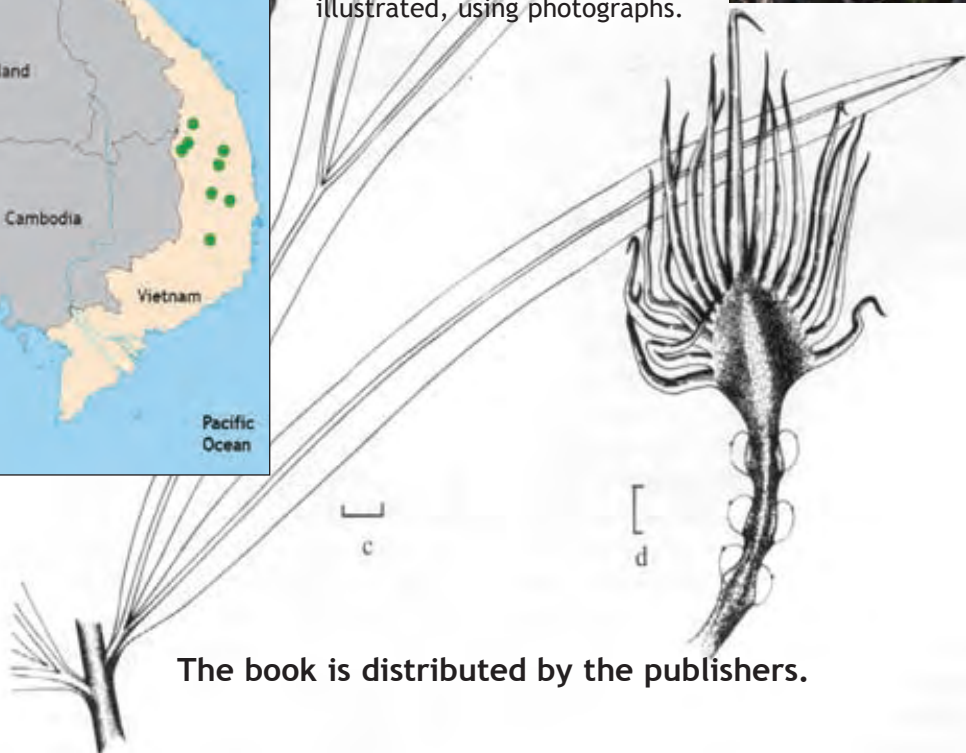 illustrated, using photographs.
land
Cambodia
Vietnam
Pacific
Ocean
c
d
The book is distributed by the publishers.